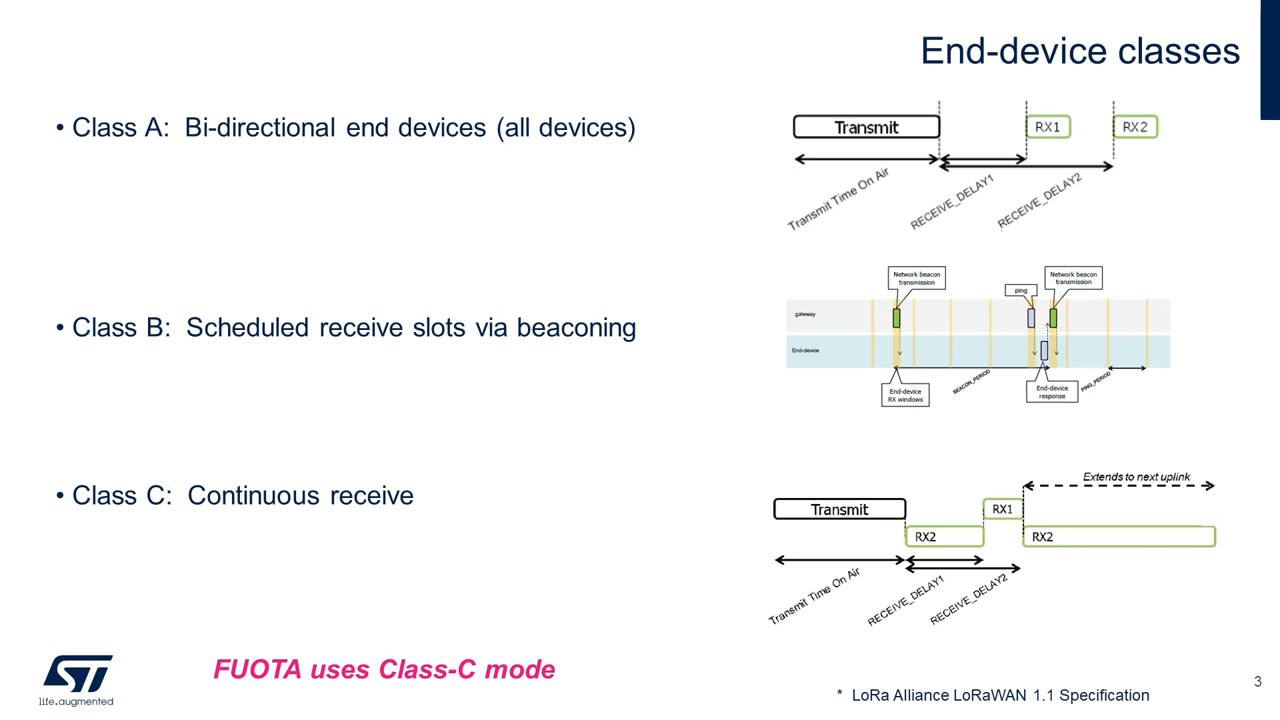 End-device classes
• Class A: Bi-directional end devices (all devices)
Transmit
RX1
RX2
Transmit Time On Air
RECEIVE_DELAY1
RECEIVE_DELAY2
• Class B: Scheduled receive slots via beaconing
Network beacon
transmission
ping
Network beacon
transmission
gateway
End-device
End-device
RX windows
BEACON_PERIOD
End-device
response
PING_PERIOD
• Class C: Continuous receive
Extends to next uplink
Transmit
RX1
RX2
RX2
Transmit Time On Air
RECEIVE_DELAY1
RECEIVE_DELAY2
ST
life.augmented
FUOTA uses Class-C mode
* LoRa Alliance LoRaWAN 1.1 Specification
3